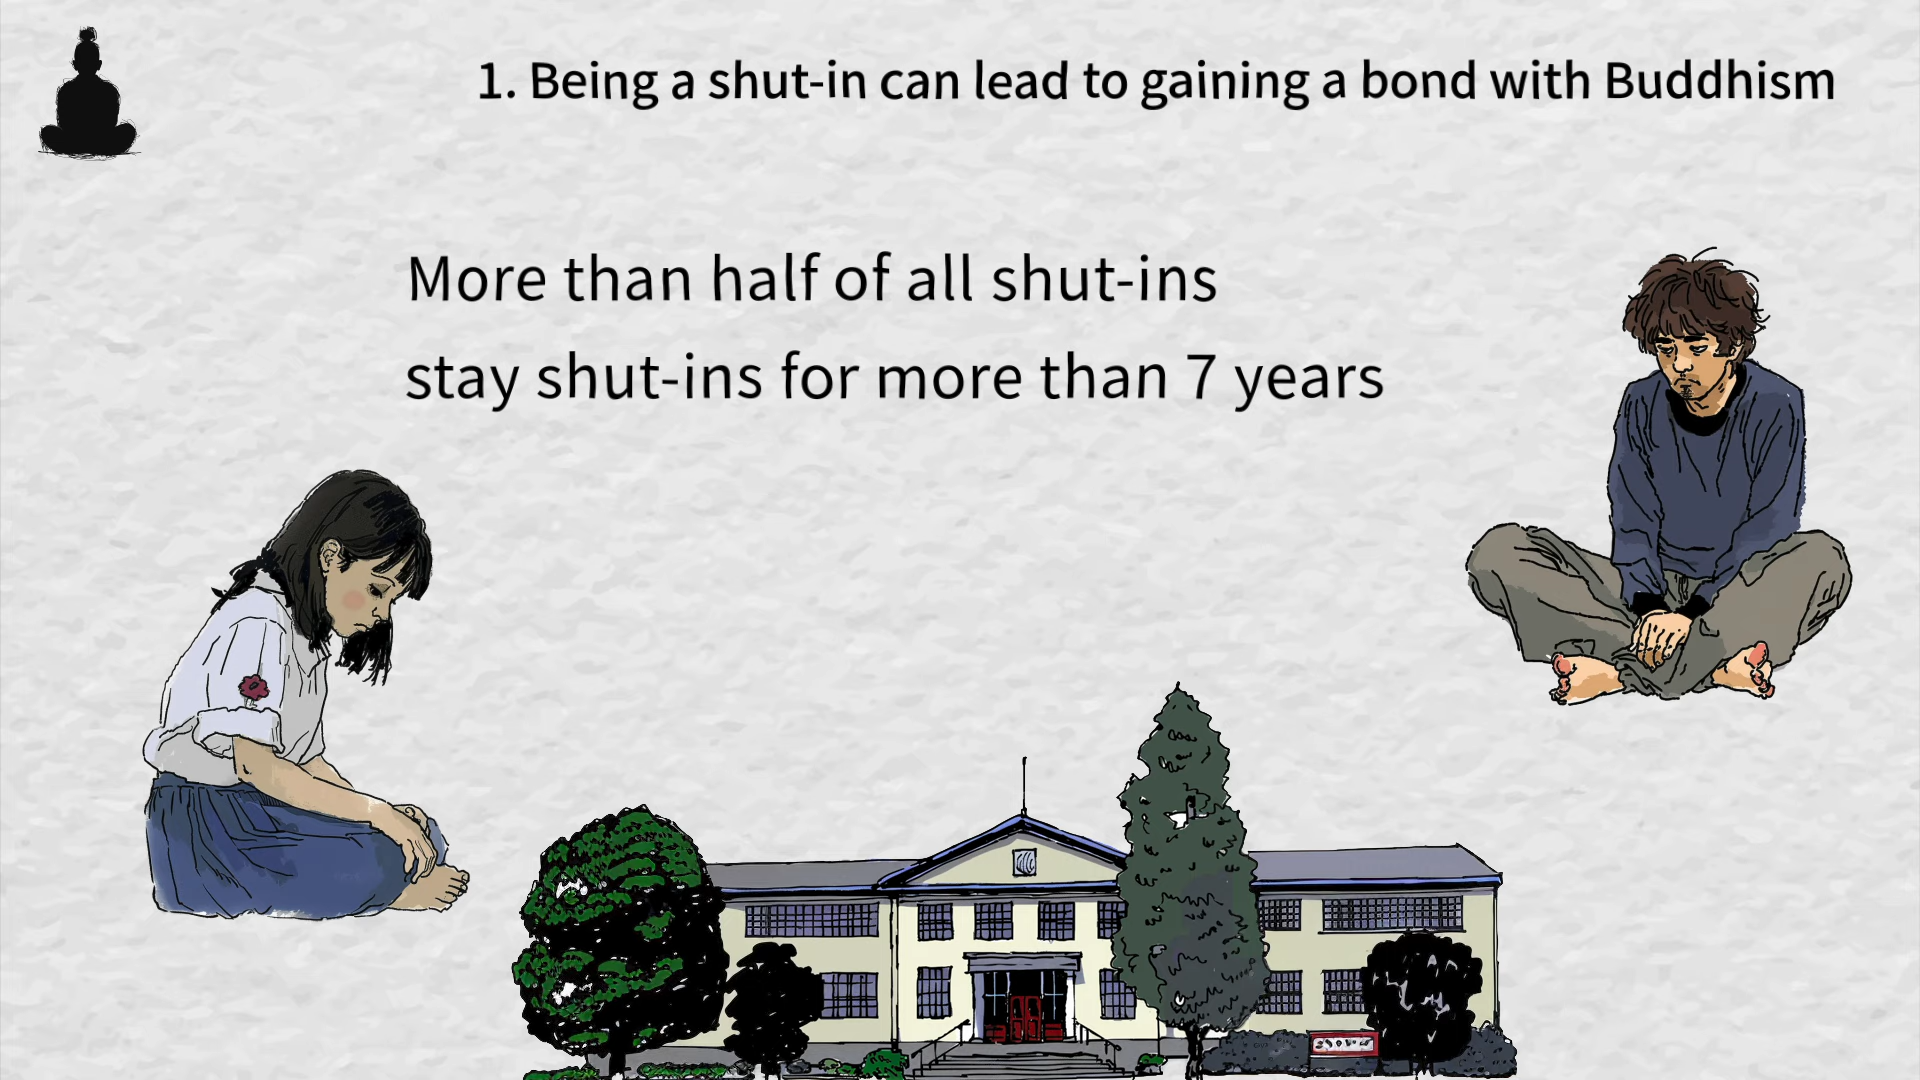 1. Being a shut-in can lead to gaining a bond with Buddhism
More than half of all shut-ins
stay shut-ins for more than 7 years